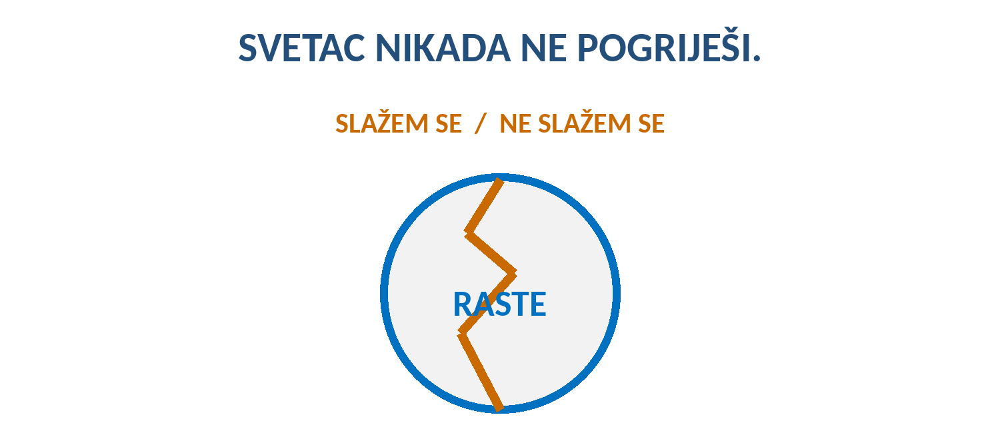 SVETAC NIKADA NE POGRIJEŠI.
SLAŽEM SE / NE SLAŽEM SE
RASTE